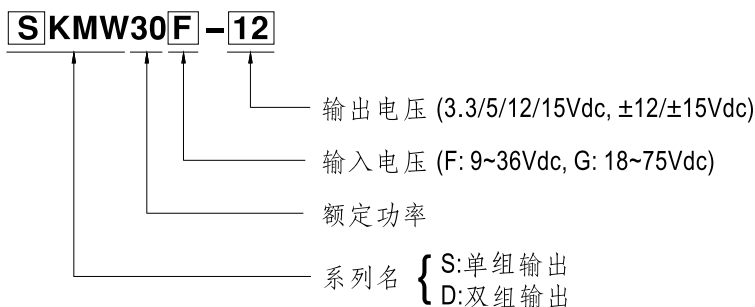 SKMW30F-12
输出电压 (3.3/5/12/15Vdc, ±12/±15Vdc)
输入电压 (F: 9~36Vdc, G: 18~75Vdc)
额定功率
系列名 { S:单组输出
D:双组输出